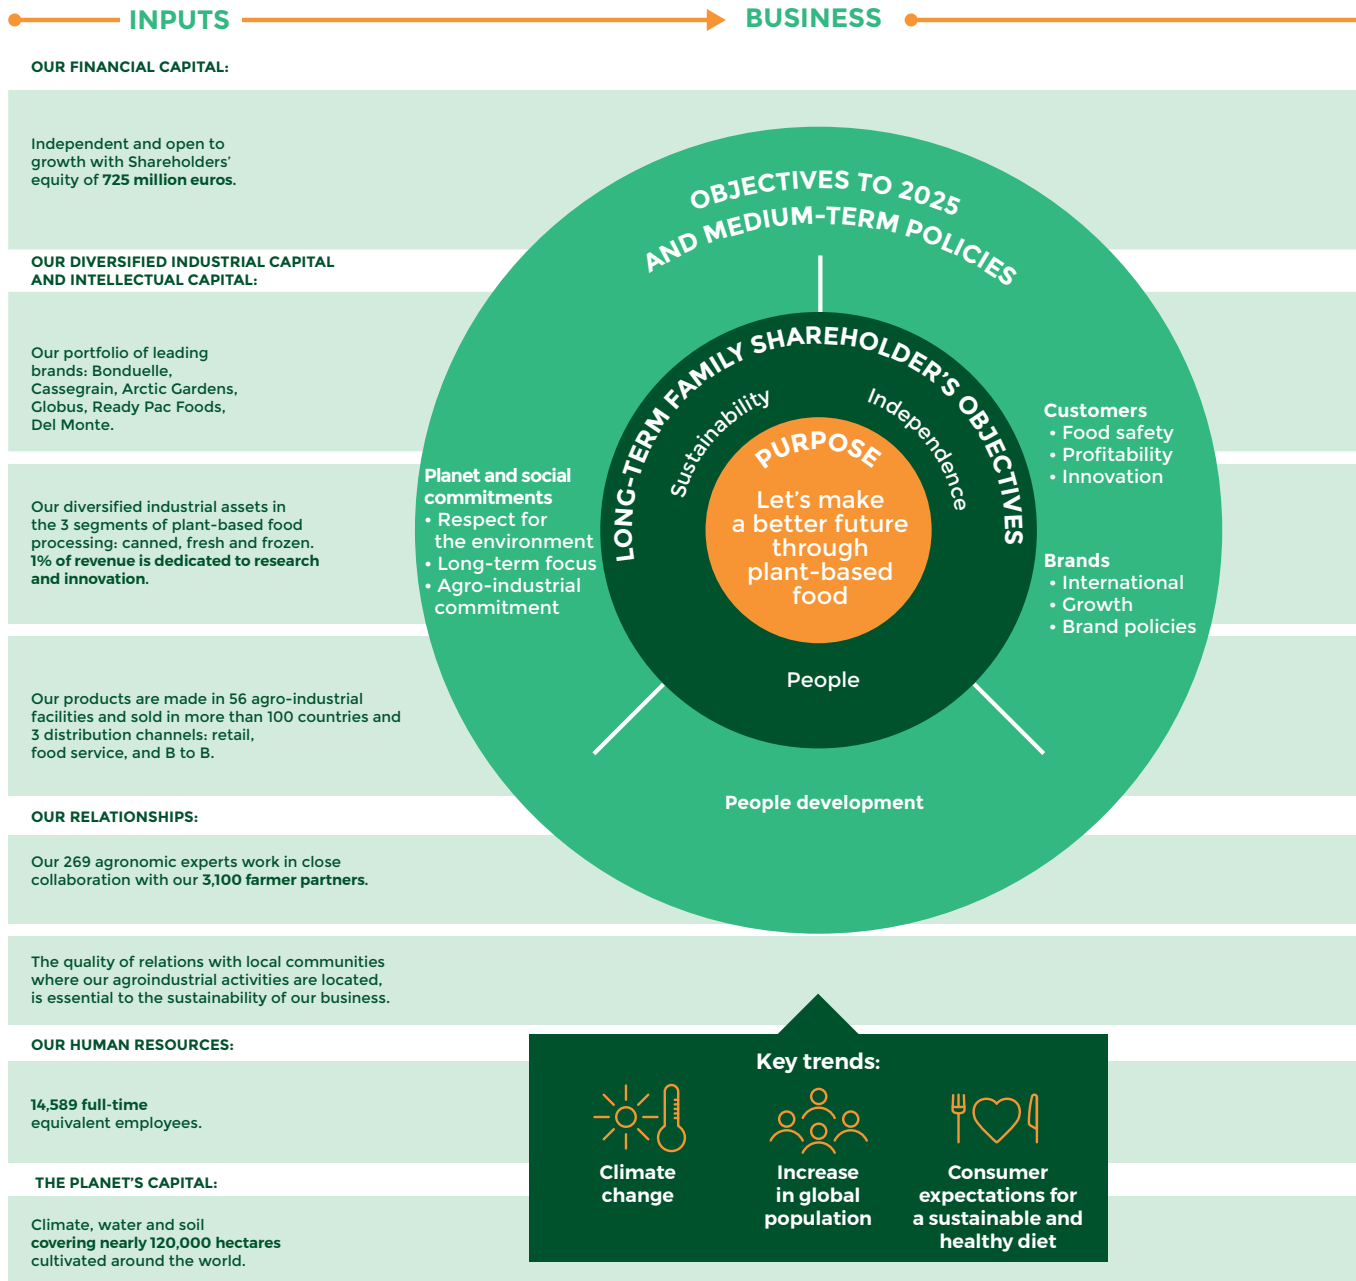 INPUTS
BUSINESS
OUR FINANCIAL CAPITAL:
Independent and open to
growth with Shareholders’
equity of 725 million euros.
OUR DIVERSIFIED INDUSTRIAL CAPITAL
AND INTELLECTUAL CAPITAL:
Our portfolio of leading
brands: Bonduelle,
Cassegrain, Arctic Gardens,
Globus, Ready Pac Foods,
Del Monte.
Our diversified industrial assets in
the 3 segments of plant-based food
processing: canned, fresh and frozen.
1% of revenue is dedicated to research
and innovation.
Our products are made in 56 agro-industrial
facilities and sold in more than 100 countries and
3 distribution channels: retail,
food service, and B to B.
OUR RELATIONSHIPS:
Our 269 agronomic experts work in close
collaboration with our 3,100 farmer partners.
The quality of relations with local communities
where our agroindustrial activities are located,
is essential to the sustainability of our business.
OUR HUMAN RESOURCES:
14,589 full-time
equivalent employees.
THE PLANET’S CAPITAL:
Climate, water and soil
covering nearly 120,000 hectares
cultivated around the world.
OBJECTIVES TO 2025
AND MEDIUM-TERM POLICIES
LONG-TERM FAMILY SHAREHOLDER’S OBJECTIVES
Sustainability
Independence
PURPOSE
Let’s make
a better future
through
plant-based
food
People
Planet and social
commitments
• Respect for
the environment
• Long-term focus
• Agro-industrial
commitment
Customers
• Food safety
• Profitability
• Innovation
Brands
• International
• Growth
• Brand policies
People development
Key trends:
Climate
change
Increase
in global
population
Consumer
expectations for
a sustainable and
healthy diet